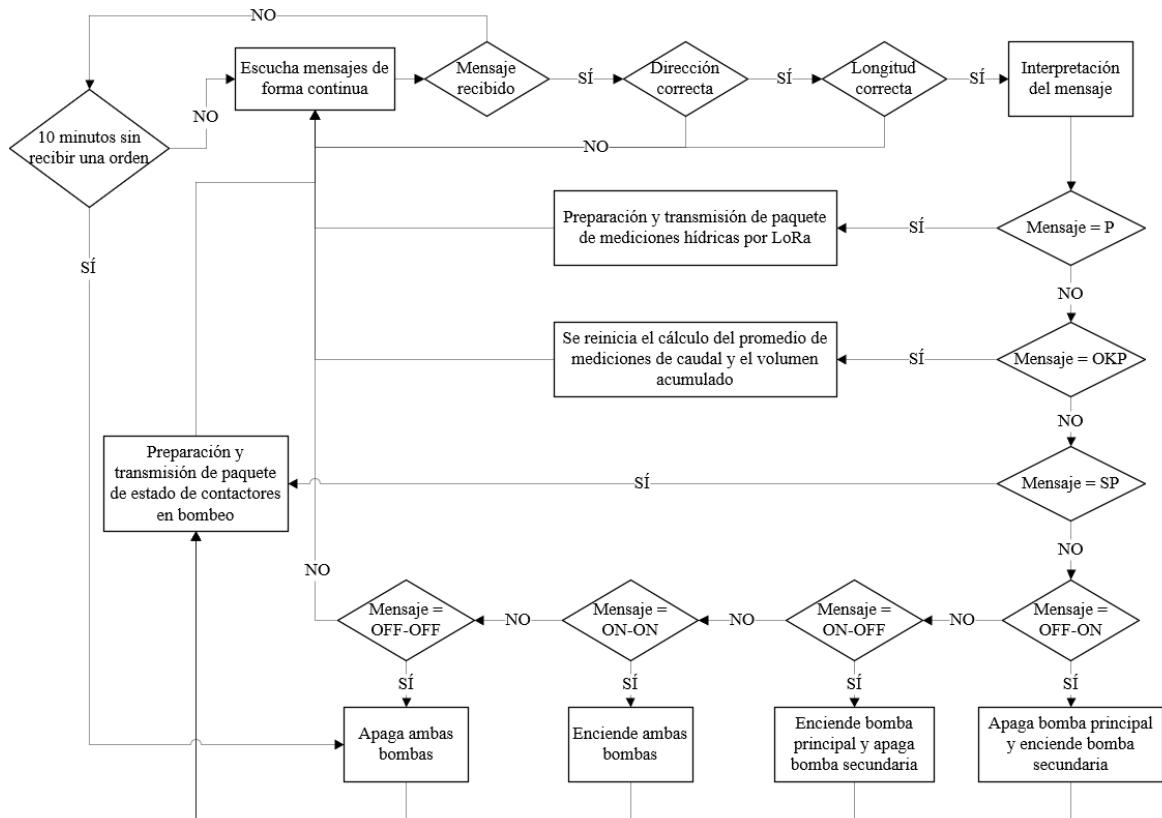 NO
Escucha mensajes de
forma continua
Mensaje
recibido
SÍ
Dirección
correcta
SÍ
Longitud
correcta
SÍ
Interpretación
del mensaje
NO
10 minutos sin
recibir una orden
NO
SÍ
Preparación y transmisión de paquete
de mediciones hídricas por LoRa
SÍ
Mensaje = P
NO
Se reinicia el cálculo del promedio de
mediciones de caudal y el volumen
acumulado
SÍ
Mensaje = OKP
NO
Preparación y
transmisión de paquete
de estado de contactores
en bombeo
SÍ
Mensaje = SP
NO
NO
Mensaje =
OFF-OFF
NO
Mensaje =
ON-ON
NO
Mensaje =
ON-OFF
NO
Mensaje =
OFF-ON
SÍ
SÍ
SÍ
SÍ
Apaga ambas
bombas
Enciende ambas
bombas
Enciende bomba
principal y apaga
bomba secundaria
Apaga bomba principal
y enciende bomba
secundaria